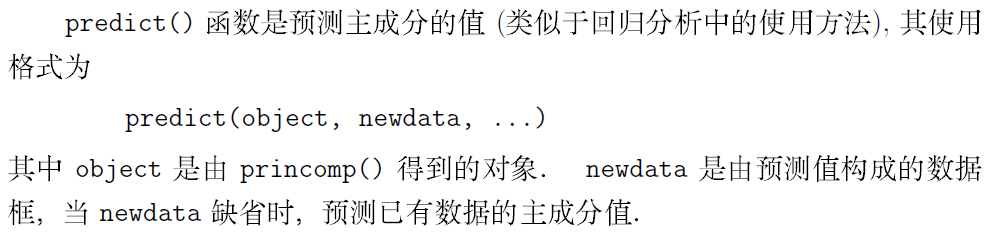 predict() 函数是预测主成分的值 (类似于回归分析中的使用方法), 其使用
格式为
predict(object, newdata, ...)
其中 object 是由 princomp() 得到的对象. newdata 是由预测值构成的数据
框, 当 newdata 缺省时, 预测已有数据的主成分值.